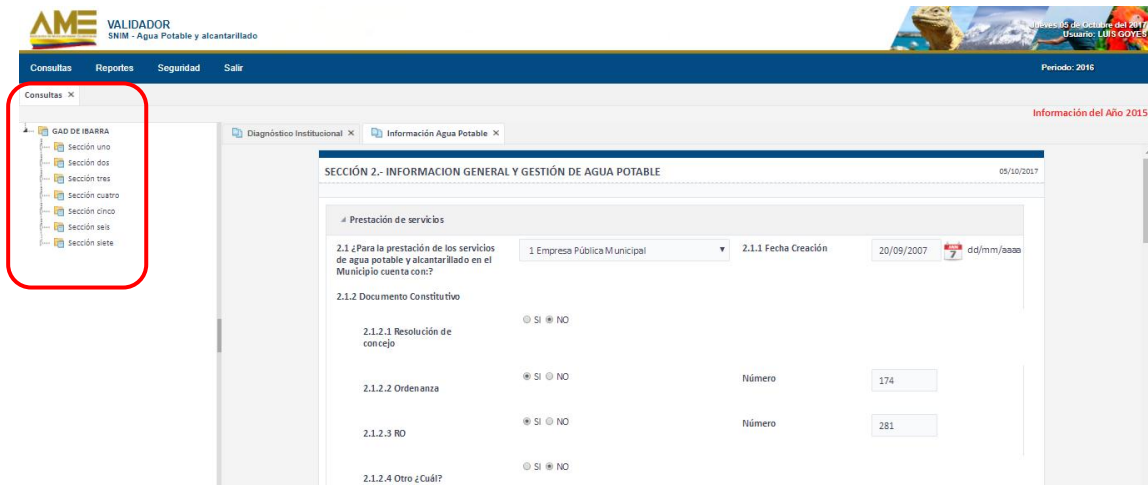 AME
VALIDADOR
SNIM - Agua Potable y alcantarillado
Jueves 05 de Octubre del 2017
Usuario: LUIS GOYES
Consultas Reportes Seguridad Salir
Periodo: 2016
Consultas ×
Información del Año 2015
GAD DE IBARRA
Sección uno
Sección dos
Sección tres
Sección cuatro
Sección cinco
Sección seis
Sección siete
Diagnóstico Institucional × Información Agua Potable ×
SECCIÓN 2.- INFORMACION GENERAL Y GESTIÓN DE AGUA POTABLE
05/10/2017
Prestación de servicios
2.1 ¿Para la prestación de los servicios
de agua potable y alcantarillado en el
Municipio cuenta con:?
1 Empresa Pública Municipal
2.1.1 Fecha Creación
20/09/2007
7
dd/mm/aaaa
2.1.2 Documento Constitutivo
2.1.2.1 Resolución de
concejo
SI NO
2.1.2.2 Ordenanza
SI NO
Número
174
2.1.2.3 RO
SI NO
Número
281
2.1.2.4 Otro ¿Cuál?
SI NO